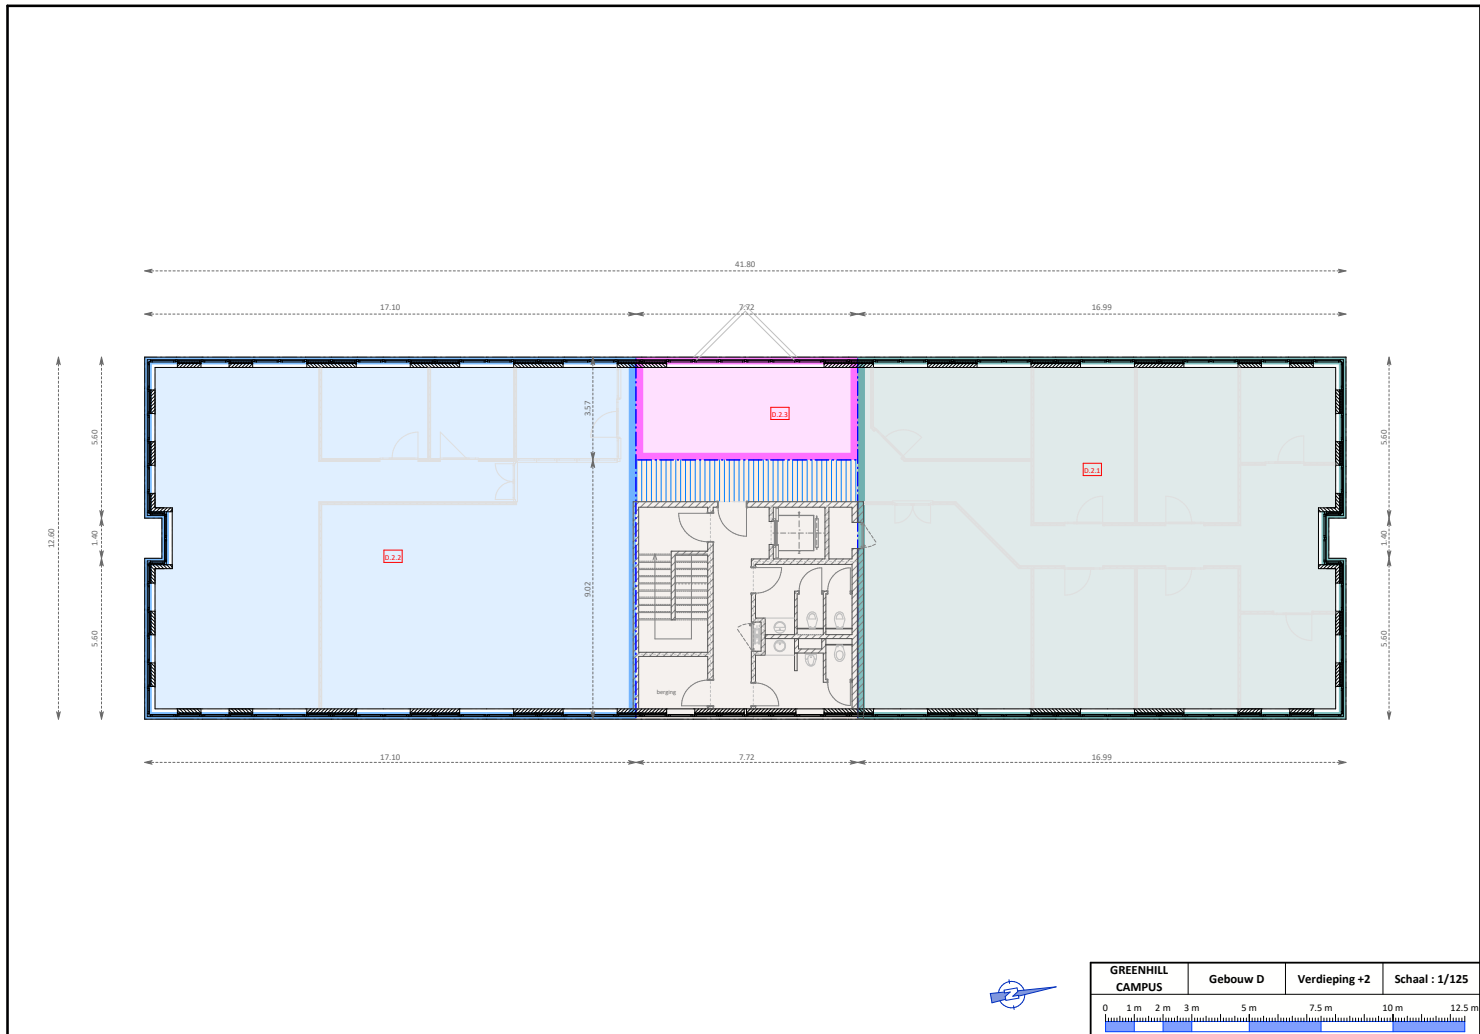 41.80
17.10
7.72
16.99
12.60
5.60
1.40
5.60
3.57
9.02
5.60
1.40
5.60
D.2.3
D.2.1
D.2.2
berging
17.10
7.72
16.99
GREENHILL
CAMPUS
Gebouw D
Verdieping +2
Schaal : 1/125
0 1 m 2 m 3 m 5 m 7.5 m 10 m 12.5 m
Z